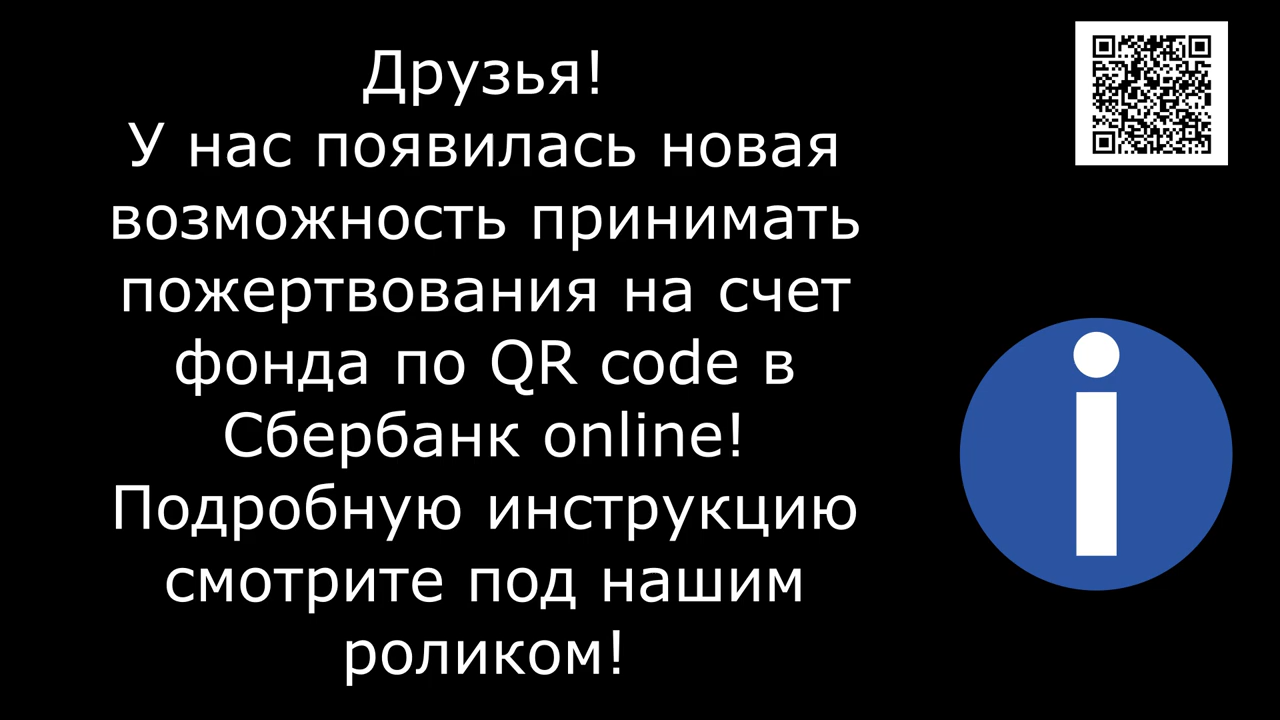 Друзья!
У нас появилась новая
возможность принимать
пожертвования на счет
фонда по QR code в
Сбербанк online!
Подробную инструкцию
смотрите под нашим
роликом!
i